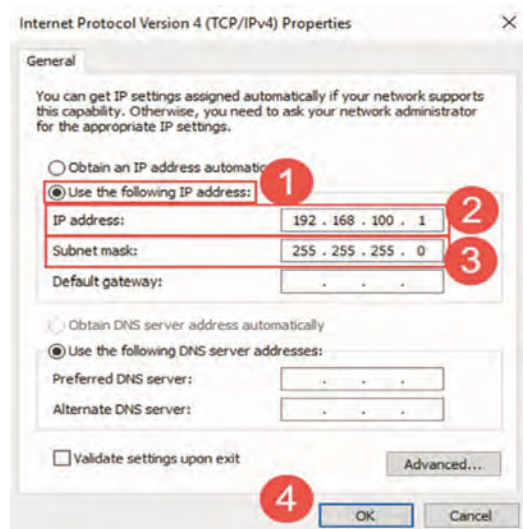 Internet Protocol Version 4 (TCP/IPv4) Properties
General
You can get IP settings assigned automatically if your network supports
this capability. Otherwise, you need to ask your network administrator
for the appropriate IP settings.
Obtain an IP address automatic
Use the following IP address:
1
IP address: 192 . 168 . 100 . 1
2
Subnet mask: 255 . 255 . 255 . 0
3
Default gateway: . . .
Obtain DNS server address automatically
Use the following DNS server addresses:
Preferred DNS server: . . .
Alternate DNS server: . . .
Validate settings upon exit
Advanced...
4
OK Cancel